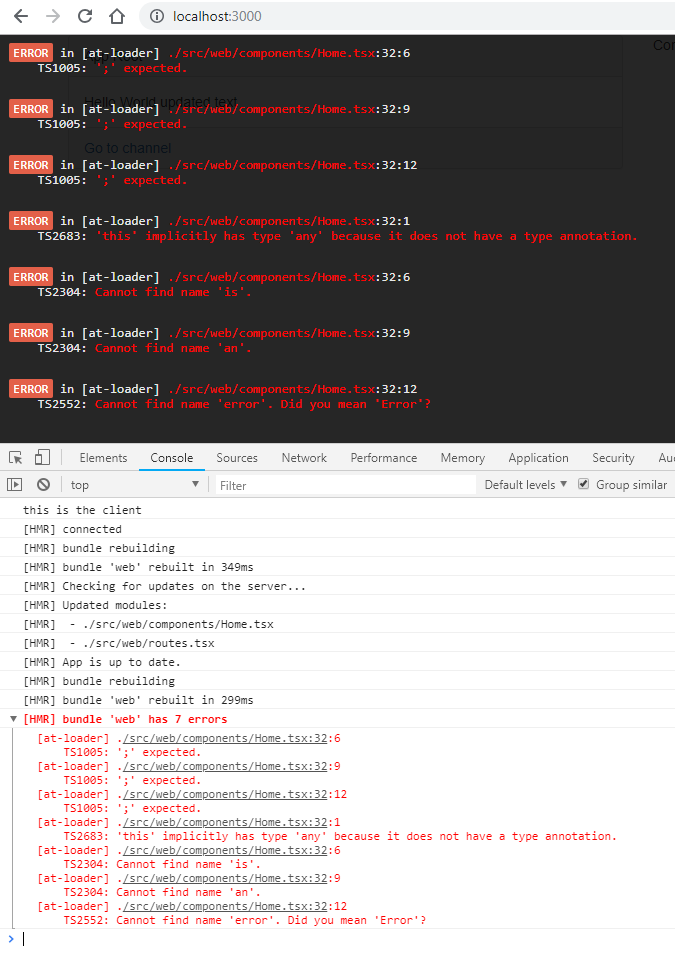 localhost:3000
Cor
ERROR in [at-loader] ./src/web/components/Home.tsx:32:6
TS1005: ';' expected.
Hello World updated text
ERROR in [at-loader] ./src/web/components/Home.tsx:32:9
TS1005: ';' expected.
Go to channel
ERROR in [at-loader] ./src/web/components/Home.tsx:32:12
TS1005: ';' expected.
ERROR in [at-loader] ./src/web/components/Home.tsx:32:1
TS2683: 'this' implicitly has type 'any' because it does not have a type annotation.
ERROR in [at-loader] ./src/web/components/Home.tsx:32:6
TS2304: Cannot find name 'is'.
ERROR in [at-loader] ./src/web/components/Home.tsx:32:9
TS2304: Cannot find name 'an'.
ERROR in [at-loader] ./src/web/components/Home.tsx:32:12
TS2552: Cannot find name 'error'. Did you mean 'Error'?
Elements Console Sources Network Performance Memory Application Security Au
top Filter Default levels Group similar
this is the client
[HMR] connected
[HMR] bundle rebuilding
[HMR] bundle 'web' rebuilt in 349ms
[HMR] Checking for updates on the server...
[HMR] Updated modules:
[HMR]  - ./src/web/components/Home.tsx
[HMR]  - ./src/web/routes.tsx
[HMR] App is up to date.
[HMR] bundle rebuilding
[HMR] bundle 'web' rebuilt in 299ms
[HMR] bundle 'web' has 7 errors
[at-loader] ./src/web/components/Home.tsx:32:6
TS1005: ';' expected.
[at-loader] ./src/web/components/Home.tsx:32:9
TS1005: ';' expected.
[at-loader] ./src/web/components/Home.tsx:32:12
TS1005: ';' expected.
[at-loader] ./src/web/components/Home.tsx:32:1
TS2683: 'this' implicitly has type 'any' because it does not have a type annotation.
[at-loader] ./src/web/components/Home.tsx:32:6
TS2304: Cannot find name 'is'.
[at-loader] ./src/web/components/Home.tsx:32:9
TS2304: Cannot find name 'an'.
[at-loader] ./src/web/components/Home.tsx:32:12
TS2552: Cannot find name 'error'. Did you mean 'Error'?